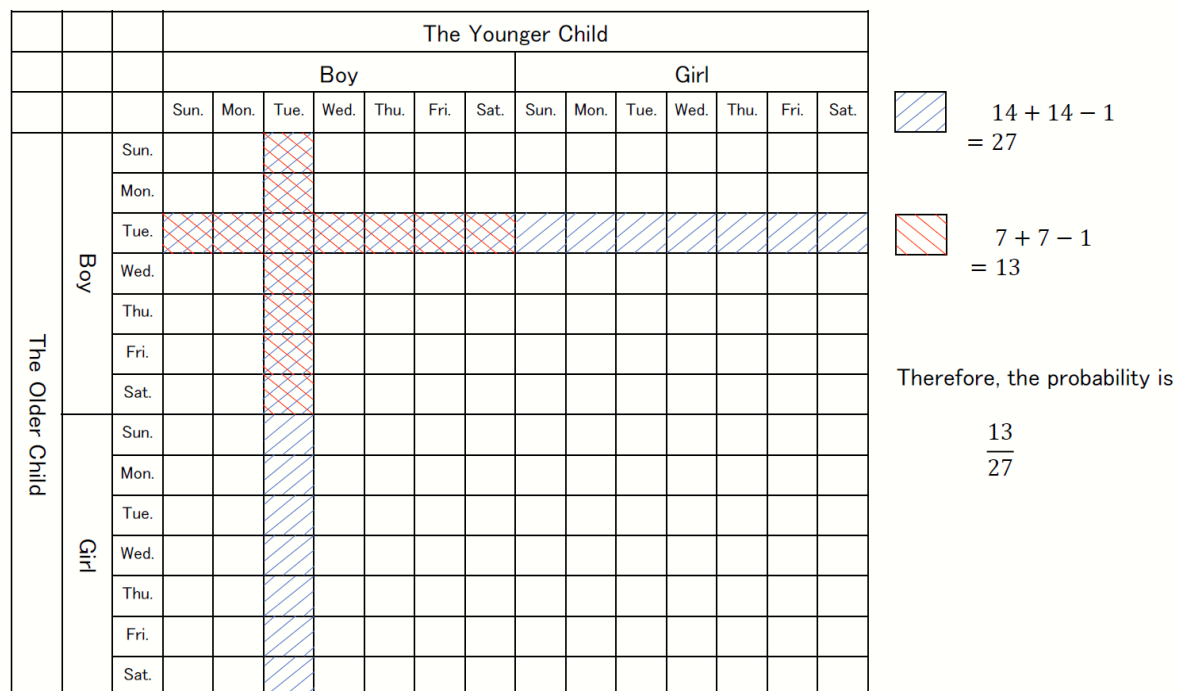 The Younger Child
Boy Girl
Sun. Mon. Tue. Wed. Thu. Fri. Sat. Sun. Mon. Tue. Wed. Thu. Fri. Sat.
The Older Child
Boy
Sun.
Mon.
Tue.
Wed.
Thu.
Fri.
Sat.
Girl
Sun.
Mon.
Tue.
Wed.
Thu.
Fri.
Sat.
14 + 14 − 1
= 27
7 + 7 − 1
= 13
Therefore, the probability is
13
27